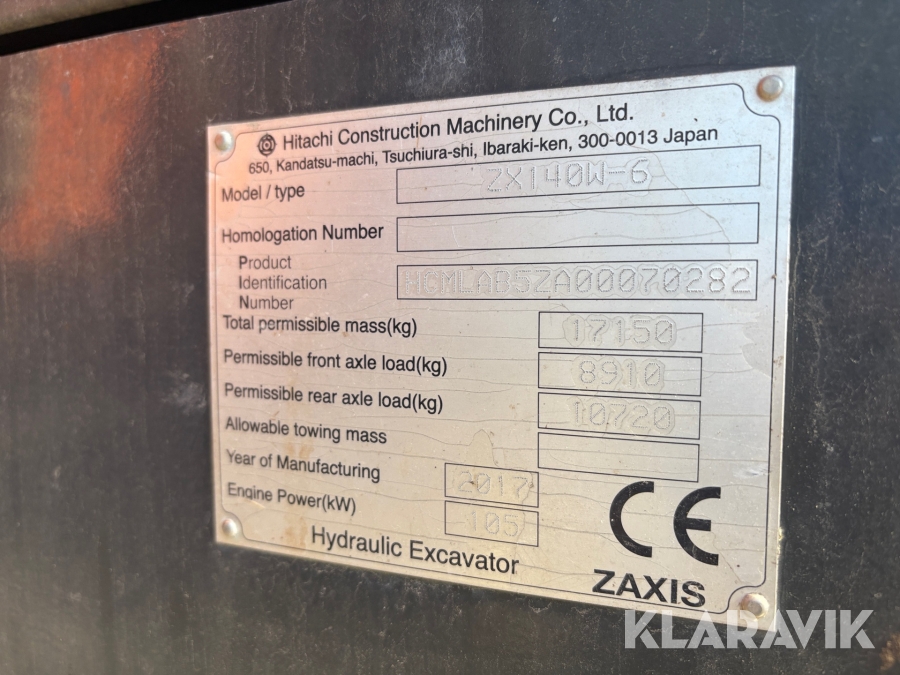 Hitachi Construction Machinery Co., Ltd.
650, Kandatsu-machi, Tsuchiura-shi, Ibaraki-ken, 300-0013 Japan
Model / type ZX140W-6
Homologation Number
Product
Identification HCMLAB5ZA00070282
Number
Total permissible mass(kg) 17150
Permissible front axle load(kg) 8910
Permissible rear axle load(kg) 10720
Allowable towing mass
Year of Manufacturing 2017
Engine Power(kW) 105
CE
Hydraulic Excavator
ZAXIS
KLARAVIK